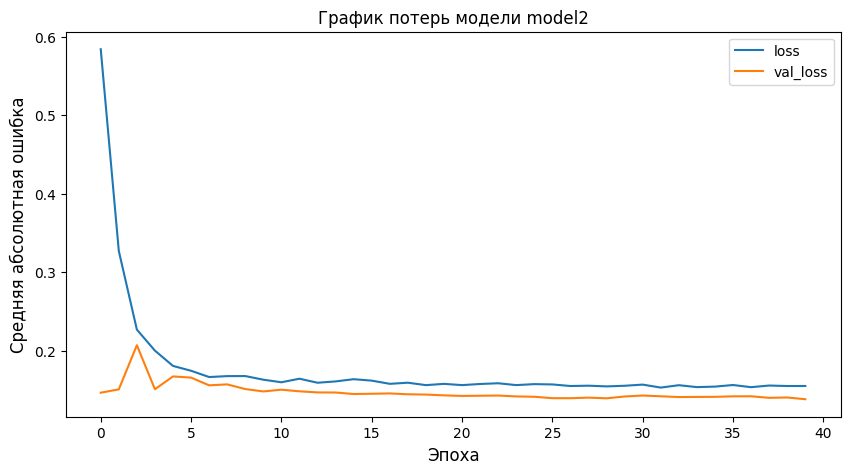 График потерь модели model2
loss
val_loss
Средняя абсолютная ошибка
0.6
0.5
0.4
0.3
0.2
0
5
10
15
20
25
30
35
40
Эпоха